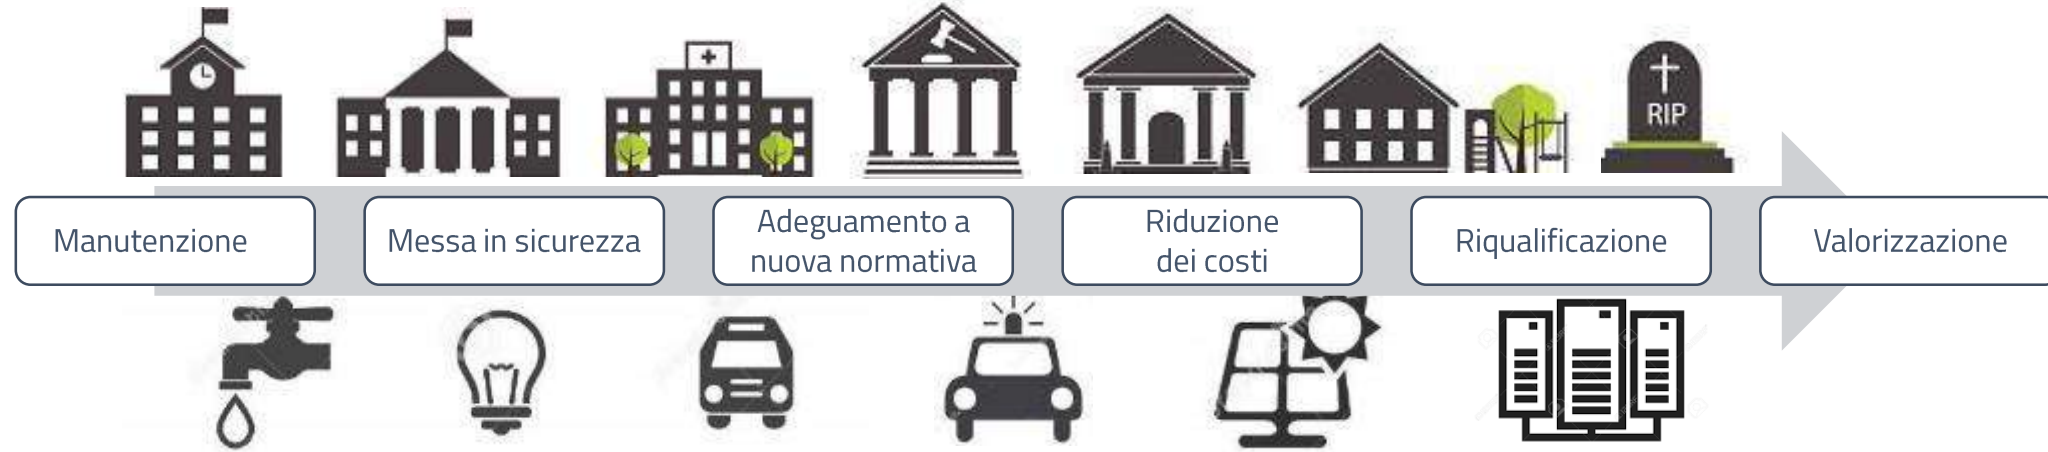 RIP
Manutenzione
Messa in sicurezza
Adeguamento a
nuova normativa
Riduzione
dei costi
Riqualificazione
Valorizzazione